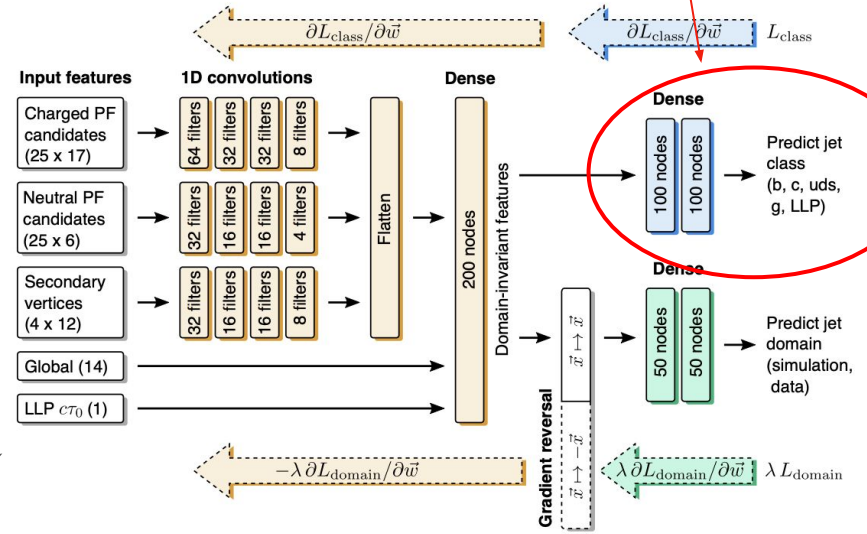 ∂L_class/∂w⃗
∂L_class/∂w⃗
L_class
Input features
1D convolutions
Dense
Charged PF
candidates
(25 x 17)
64 filters
32 filters
32 filters
8 filters
Neutral PF
candidates
(25 x 6)
32 filters
16 filters
16 filters
4 filters
Secondary
vertices
(4 x 12)
32 filters
16 filters
16 filters
8 filters
Global (14)
LLP cτ₀ (1)
Flatten
200 nodes
Domain-invariant features
Dense
100 nodes
100 nodes
Predict jet
class
(b, c, uds,
g, LLP)
Dense
50 nodes
50 nodes
Predict jet
domain
(simulation,
data)
Gradient reversal
x⃗ → x⃗
x⃗ ← −x⃗
−λ ∂L_domain/∂w⃗
λ ∂L_domain/∂w⃗
λ L_domain